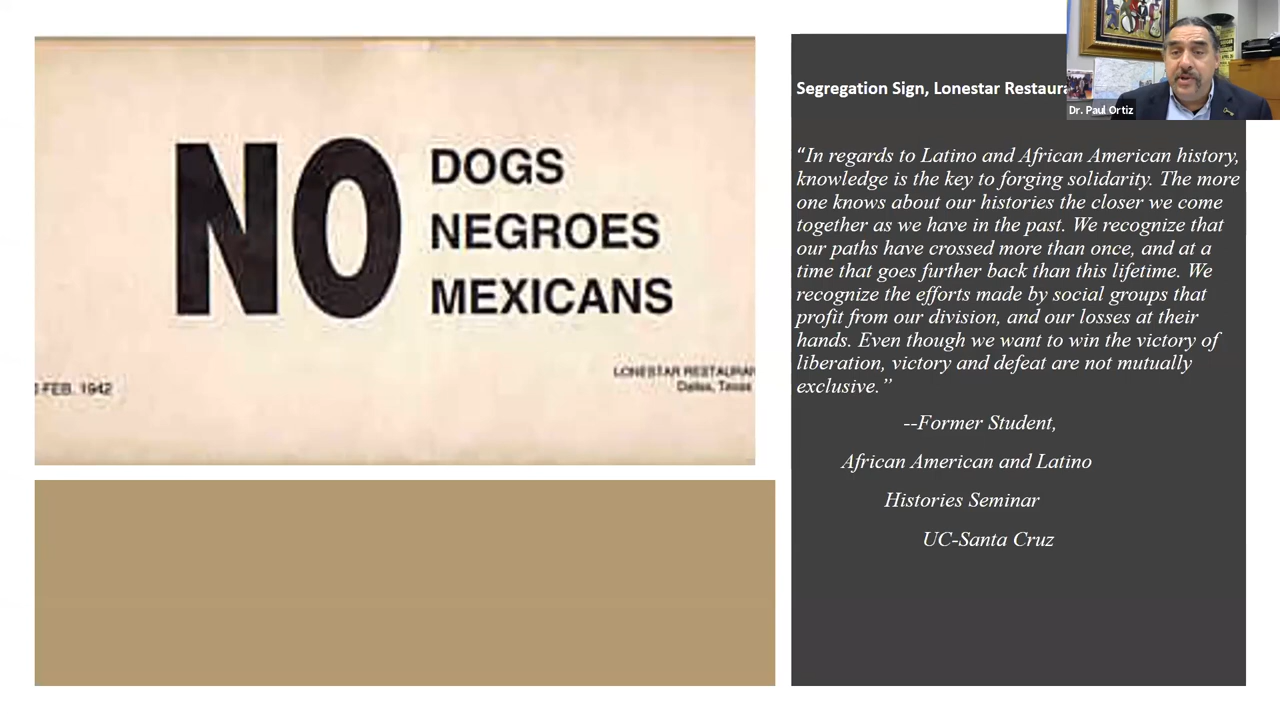 NO
DOGS
NEGROES
MEXICANS
FEB. 1942
LONESTAR RESTAURAN
Dallas, Texas
Segregation Sign, Lonestar Restaura
Dr. Paul Ortiz
“In regards to Latino and African American history,
knowledge is the key to forging solidarity. The more
one knows about our histories the closer we come
together as we have in the past. We recognize that
our paths have crossed more than once, and at a
time that goes further back than this lifetime. We
recognize the efforts made by social groups that
profit from our division, and our losses at their
hands. Even though we want to win the victory of
liberation, victory and defeat are not mutually
exclusive.”
--Former Student,
African American and Latino
Histories Seminar
UC-Santa Cruz